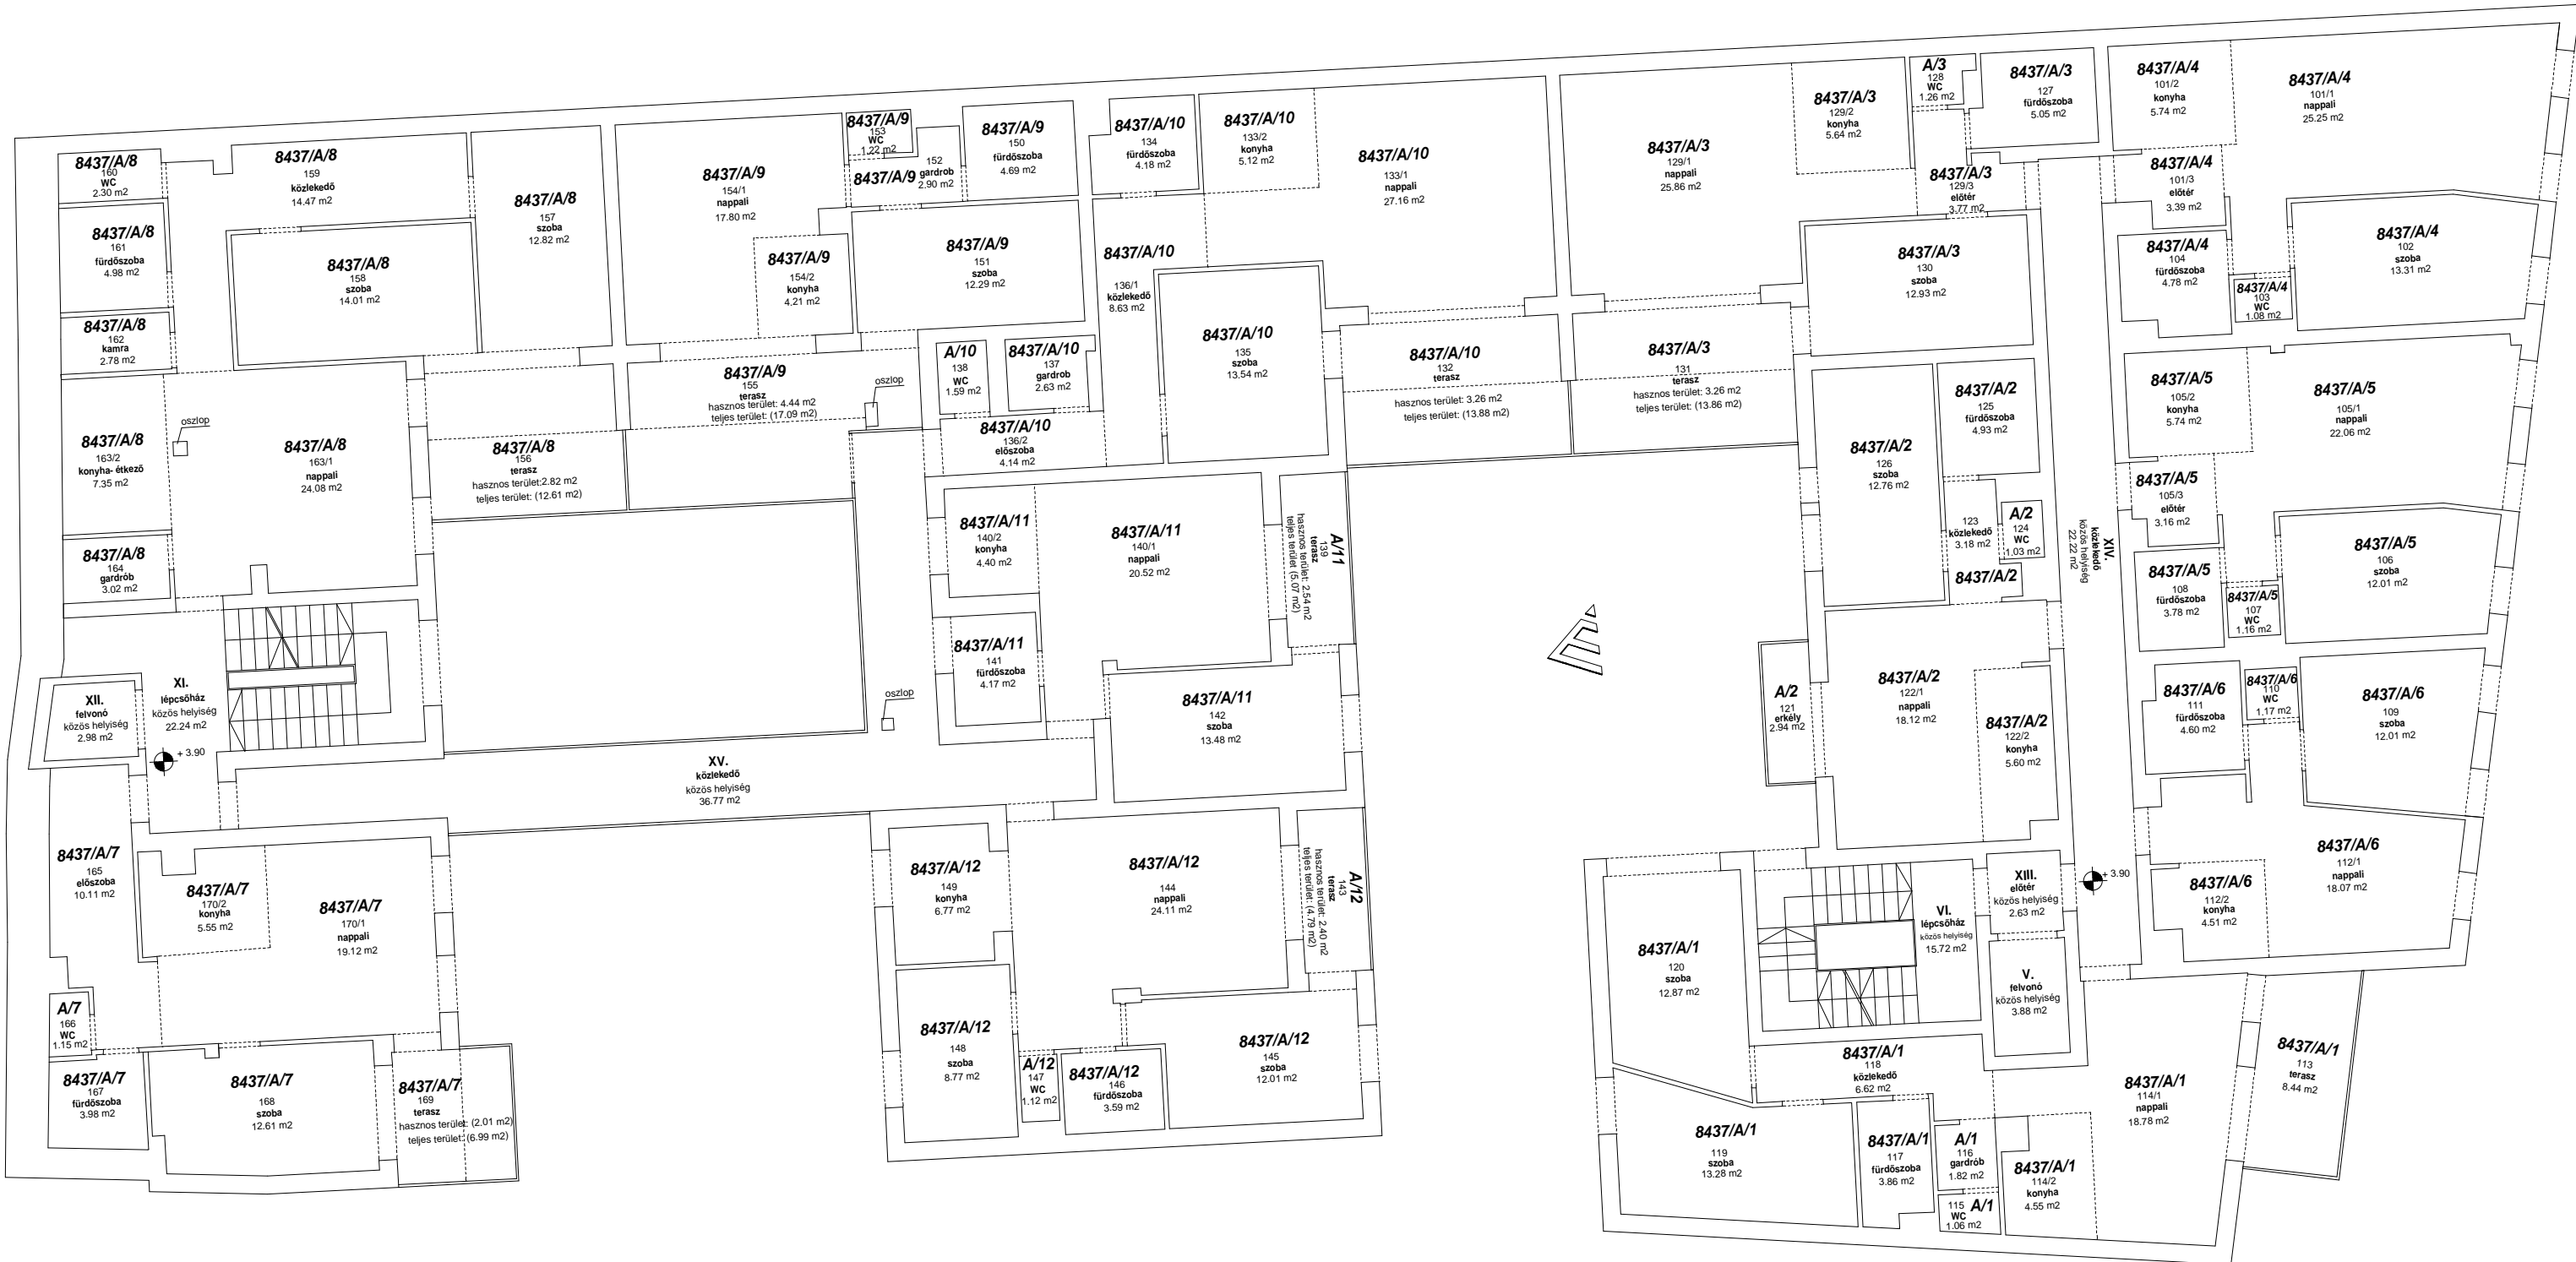 8437/A/8
160
WC
2.30 m2
8437/A/8
159
közlekedő
14.47 m2
8437/A/8
161
fürdőszoba
4.98 m2
8437/A/8
158
szoba
14.01 m2
8437/A/8
157
szoba
12.82 m2
8437/A/8
162
kamra
2.78 m2
8437/A/8
163/2
konyha- étkező
7.35 m2
oszlop
8437/A/8
163/1
nappali
24.08 m2
8437/A/8
164
gardrób
3.02 m2
8437/A/8
156
terasz
hasznos terület:2.82 m2
teljes terület: (12.61 m2)
8437/A/9
154/1
nappali
17.80 m2
8437/A/9
154/2
konyha
4.21 m2
8437/A/9
153
WC
1.22 m2
8437/A/9
152
gardrob
2.90 m2
8437/A/9
150
fürdőszoba
4.69 m2
8437/A/9
151
szoba
12.29 m2
8437/A/9
155
terasz
hasznos terület: 4.44 m2
teljes terület: (17.09 m2)
oszlop
8437/A/10
134
fürdőszoba
4.18 m2
8437/A/10
133/2
konyha
5.12 m2
8437/A/10
133/1
nappali
27.16 m2
8437/A/10
136/1
közlekedő
8.63 m2
A/10
138
WC
1.59 m2
8437/A/10
137
gardrob
2.63 m2
8437/A/10
136/2
előszoba
4.14 m2
8437/A/10
135
szoba
13.54 m2
8437/A/10
132
terasz
hasznos terület: 3.26 m2
teljes terület: (13.88 m2)
8437/A/3
129/1
nappali
25.86 m2
8437/A/3
129/2
konyha
5.64 m2
A/3
128
WC
1.26 m2
8437/A/3
127
fürdőszoba
5.05 m2
8437/A/3
129/3
előtér
3.77 m2
8437/A/3
130
szoba
12.93 m2
8437/A/3
131
terasz
hasznos terület: 3.26 m2
teljes terület: (13.86 m2)
8437/A/4
101/2
konyha
5.74 m2
8437/A/4
101/1
nappali
25.25 m2
8437/A/4
101/3
előtér
3.39 m2
8437/A/4
104
fürdőszoba
4.78 m2
8437/A/4
103
WC
1.08 m2
8437/A/4
102
szoba
13.31 m2
8437/A/5
105/2
konyha
5.74 m2
8437/A/5
105/1
nappali
22.06 m2
8437/A/5
105/3
előtér
3.16 m2
8437/A/5
108
fürdőszoba
3.78 m2
8437/A/5
107
WC
1.16 m2
8437/A/5
106
szoba
12.01 m2
8437/A/2
126
szoba
12.76 m2
8437/A/2
125
fürdőszoba
4.93 m2
123
közlekedő
3.18 m2
8437/A/2
A/2
124
WC
1.03 m2
XIV.
közlekedő
közös helyiség
22.22 m2
A/2
121
erkély
2.94 m2
8437/A/2
122/1
nappali
18.12 m2
8437/A/2
122/2
konyha
5.60 m2
8437/A/6
111
fürdőszoba
4.60 m2
8437/A/6
110
WC
1.17 m2
8437/A/6
109
szoba
12.01 m2
8437/A/6
112/1
nappali
18.07 m2
8437/A/6
112/2
konyha
4.51 m2
+ 3.90
8437/A/11
140/2
konyha
4.40 m2
8437/A/11
140/1
nappali
20.52 m2
A/11
139
terasz
hasznos terület: 2.54 m2
teljes terület (5.07 m2)
8437/A/11
141
fürdőszoba
4.17 m2
8437/A/11
142
szoba
13.48 m2
oszlop
XII.
felvonó
közös helyiség
2.98 m2
XI.
lépcsőház
közös helyiség
22.24 m2
+ 3.90
XV.
közlekedő
közös helyiség
36.77 m2
8437/A/7
165
előszoba
10.11 m2
8437/A/7
170/2
konyha
5.55 m2
8437/A/7
170/1
nappali
19.12 m2
A/7
166
WC
1.15 m2
8437/A/7
167
fürdőszoba
3.98 m2
8437/A/7
168
szoba
12.61 m2
8437/A/7
169
terasz
hasznos terület: (2.01 m2)
teljes terület: (6.99 m2)
8437/A/12
149
konyha
6.77 m2
8437/A/12
144
nappali
24.11 m2
A/12
143
terasz
hasznos terület: 2.40 m2
teljes terület: (4.79 m2)
8437/A/12
148
szoba
8.77 m2
A/12
147
WC
1.12 m2
8437/A/12
146
fürdőszoba
3.59 m2
8437/A/12
145
szoba
12.01 m2
8437/A/1
120
szoba
12.87 m2
VI.
lépcsőház
közös helyiség
15.72 m2
XIII.
előtér
közös helyiség
2.63 m2
V.
felvonó
közös helyiség
3.88 m2
8437/A/1
118
közlekedő
6.62 m2
8437/A/1
119
szoba
13.28 m2
8437/A/1
117
fürdőszoba
3.86 m2
A/1
116
gardrób
1.82 m2
115
WC
1.06 m2
A/1
8437/A/1
114/2
konyha
4.55 m2
8437/A/1
114/1
nappali
18.78 m2
8437/A/1
113
terasz
8.44 m2